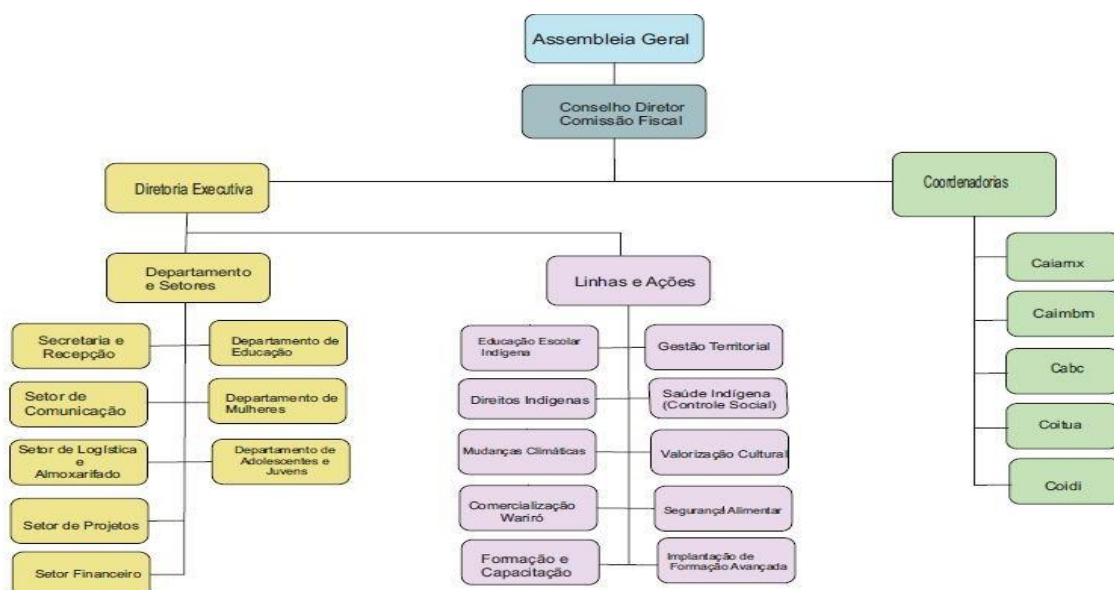 Assembleia Geral
Conselho Diretor
Comissão Fiscal
Diretoria Executiva
Coordenadorias
Departamento
e Setores
Linhas e Ações
Secretaria e
Recepção
Departamento de
Educação
Setor de
Comunicação
Departamento de
Mulheres
Setor de Logística
e
Almoxarifado
Departamento de
Adolescentes e
Juvens
Setor de Projetos
Setor Financeiro
Educação Escolar
Indígena
Gestão Territorial
Direitos Indígenas
Saúde Indígena
(Controle Social)
Mudanças Climáticas
Valorização Cultural
Comercialização
Wariró
Segurança Alimentar
Formação e
Capacitação
Implantação de
Formação Avançada
Caiarnx
Caimbrn
Cabc
Coitua
Coidi